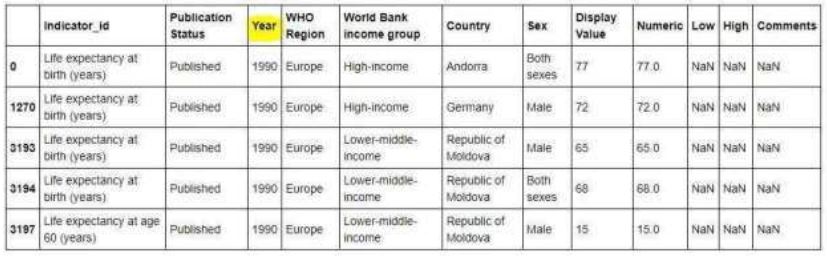 Indicator_id Publication Status Year WHO Region World Bank income group Country Sex Display Value Numeric Low High Comments
0 Life expectancy at birth (years) Published 1990 Europe High-income Andorra Both sexes 77 77.0 NaN NaN NaN
1270 Life expectancy at birth (years) Published 1990 Europe High-income Germany Male 72 72.0 NaN NaN NaN
3193 Life expectancy at birth (years) Published 1990 Europe Lower-middle-income Republic of Moldova Male 65 65.0 NaN NaN NaN
3194 Life expectancy at birth (years) Published 1990 Europe Lower-middle-income Republic of Moldova Both sexes 68 68.0 NaN NaN NaN
3197 Life expectancy at age 60 (years) Published 1990 Europe Lower-middle-income Republic of Moldova Male 15 15.0 NaN NaN NaN